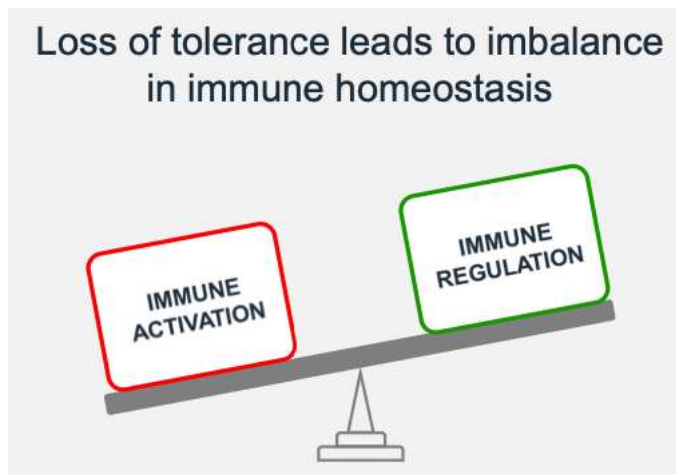 Loss of tolerance leads to imbalance
in immune homeostasis
IMMUNE
ACTIVATION
IMMUNE
REGULATION